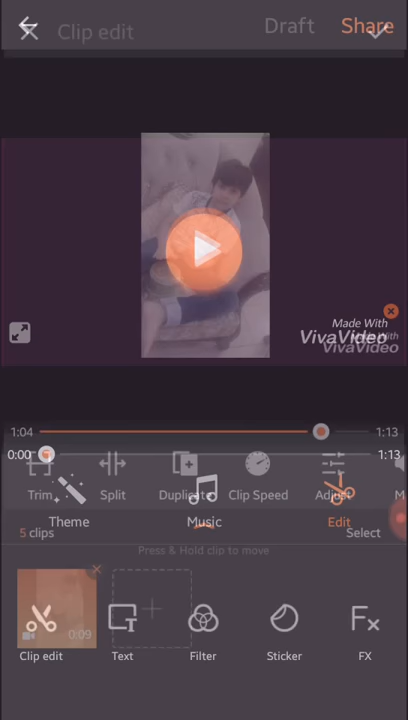 Clip edit
Draft
Share
Made With
VivaVideo
VivaVideo
1:04
1:13
0:00
1:13
Trim
Split
Duplicate
Clip Speed
Adjust
M
Theme
Music
Edit
5 clips
Select
Press & Hold clip to move
0:09
Clip edit
Text
Filter
Sticker
FX